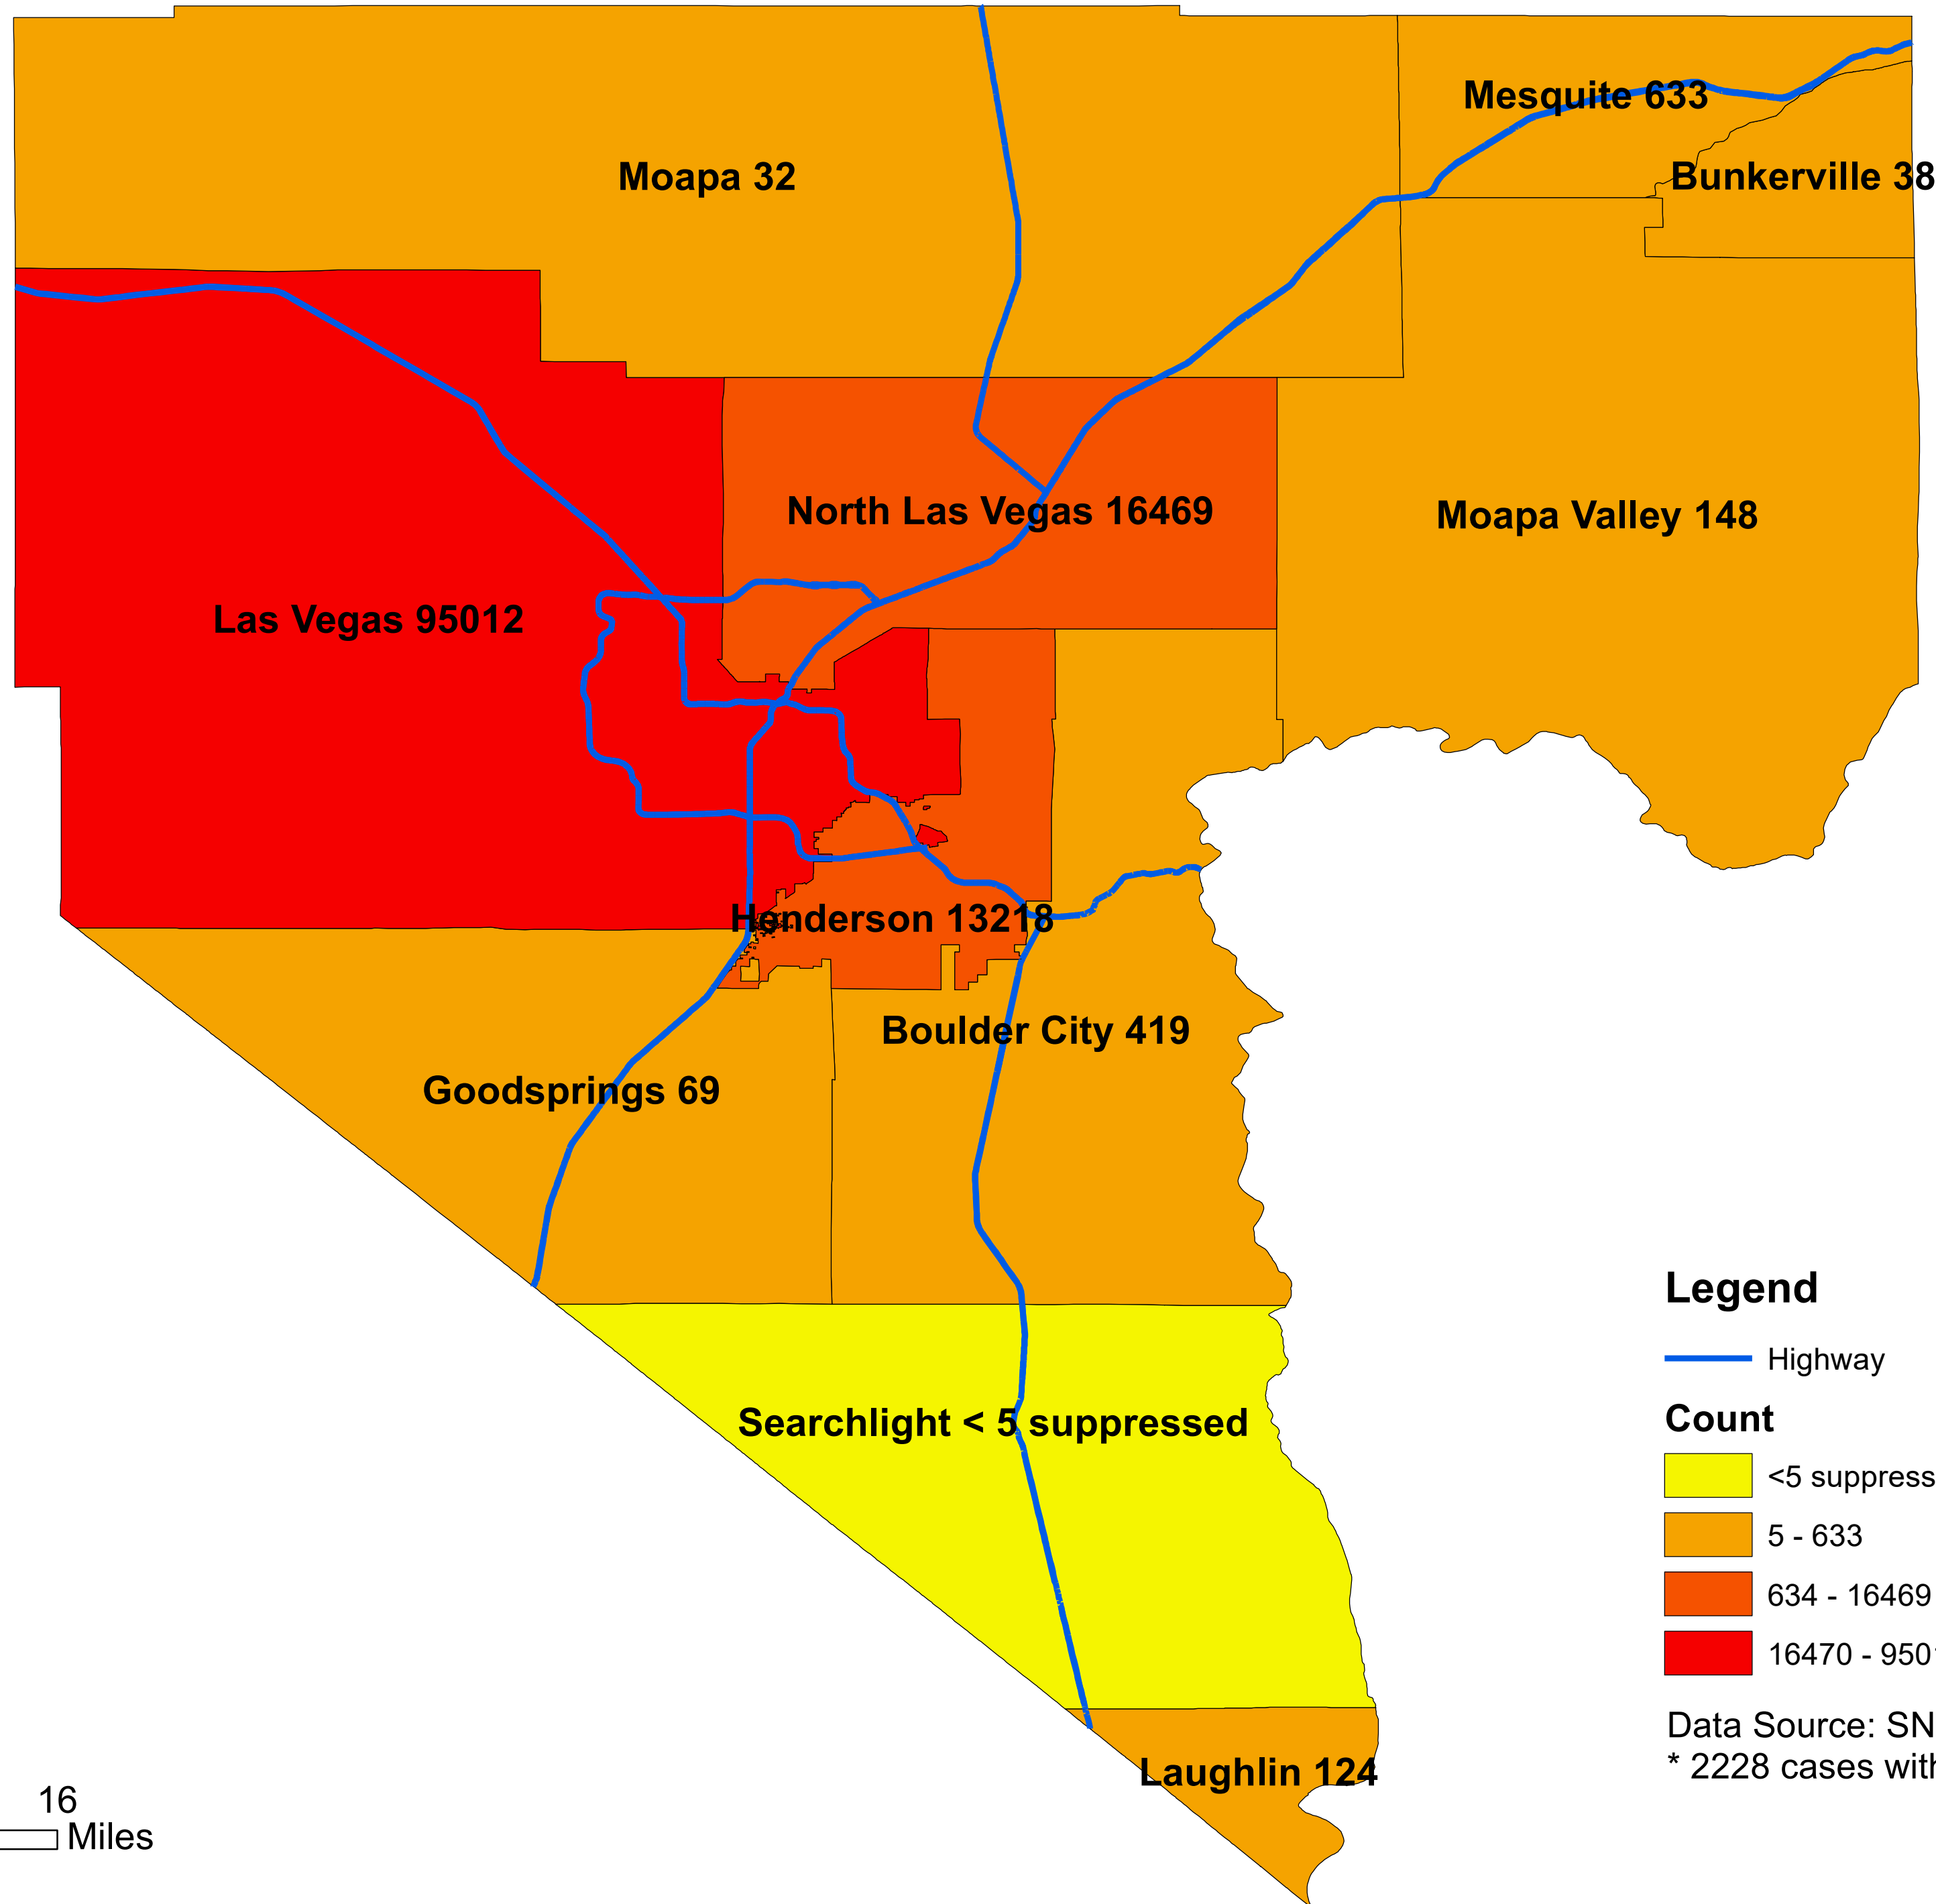 Mesquite 633
Moapa 32
Bunkerville 38
North Las Vegas 16469
Moapa Valley 148
Las Vegas 95012
Henderson 13218
Boulder City 419
Goodsprings 69
Searchlight < 5 suppressed
Laughlin 124
Legend
Highway
Count
<5 suppress
5 - 633
634 - 16469
16470 - 950
Data Source: SN
* 2228 cases with
16
Miles